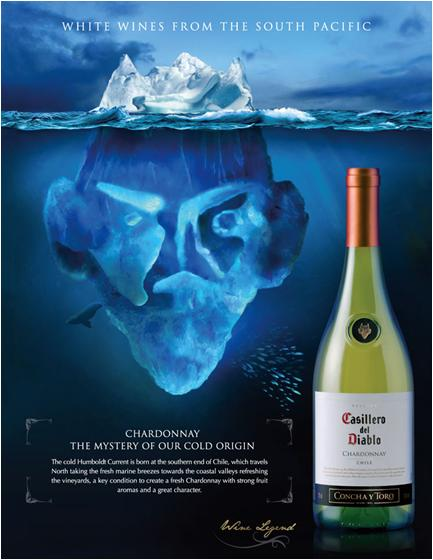 WHITE WINES FROM THE SOUTH PACIFIC
CHARDONNAY
THE MYSTERY OF OUR COLD ORIGIN
The cold Humboldt Current is born at the southern end of Chile, which travels
North taking the fresh marine breezes towards the coastal valleys refreshing
the vineyards, a key condition to create a fresh Chardonnay with strong fruit
aromas and a great character.
Wine Legend
Casillero
del
Diablo
CHARDONNAY
CHILE
CONCHA Y TORO